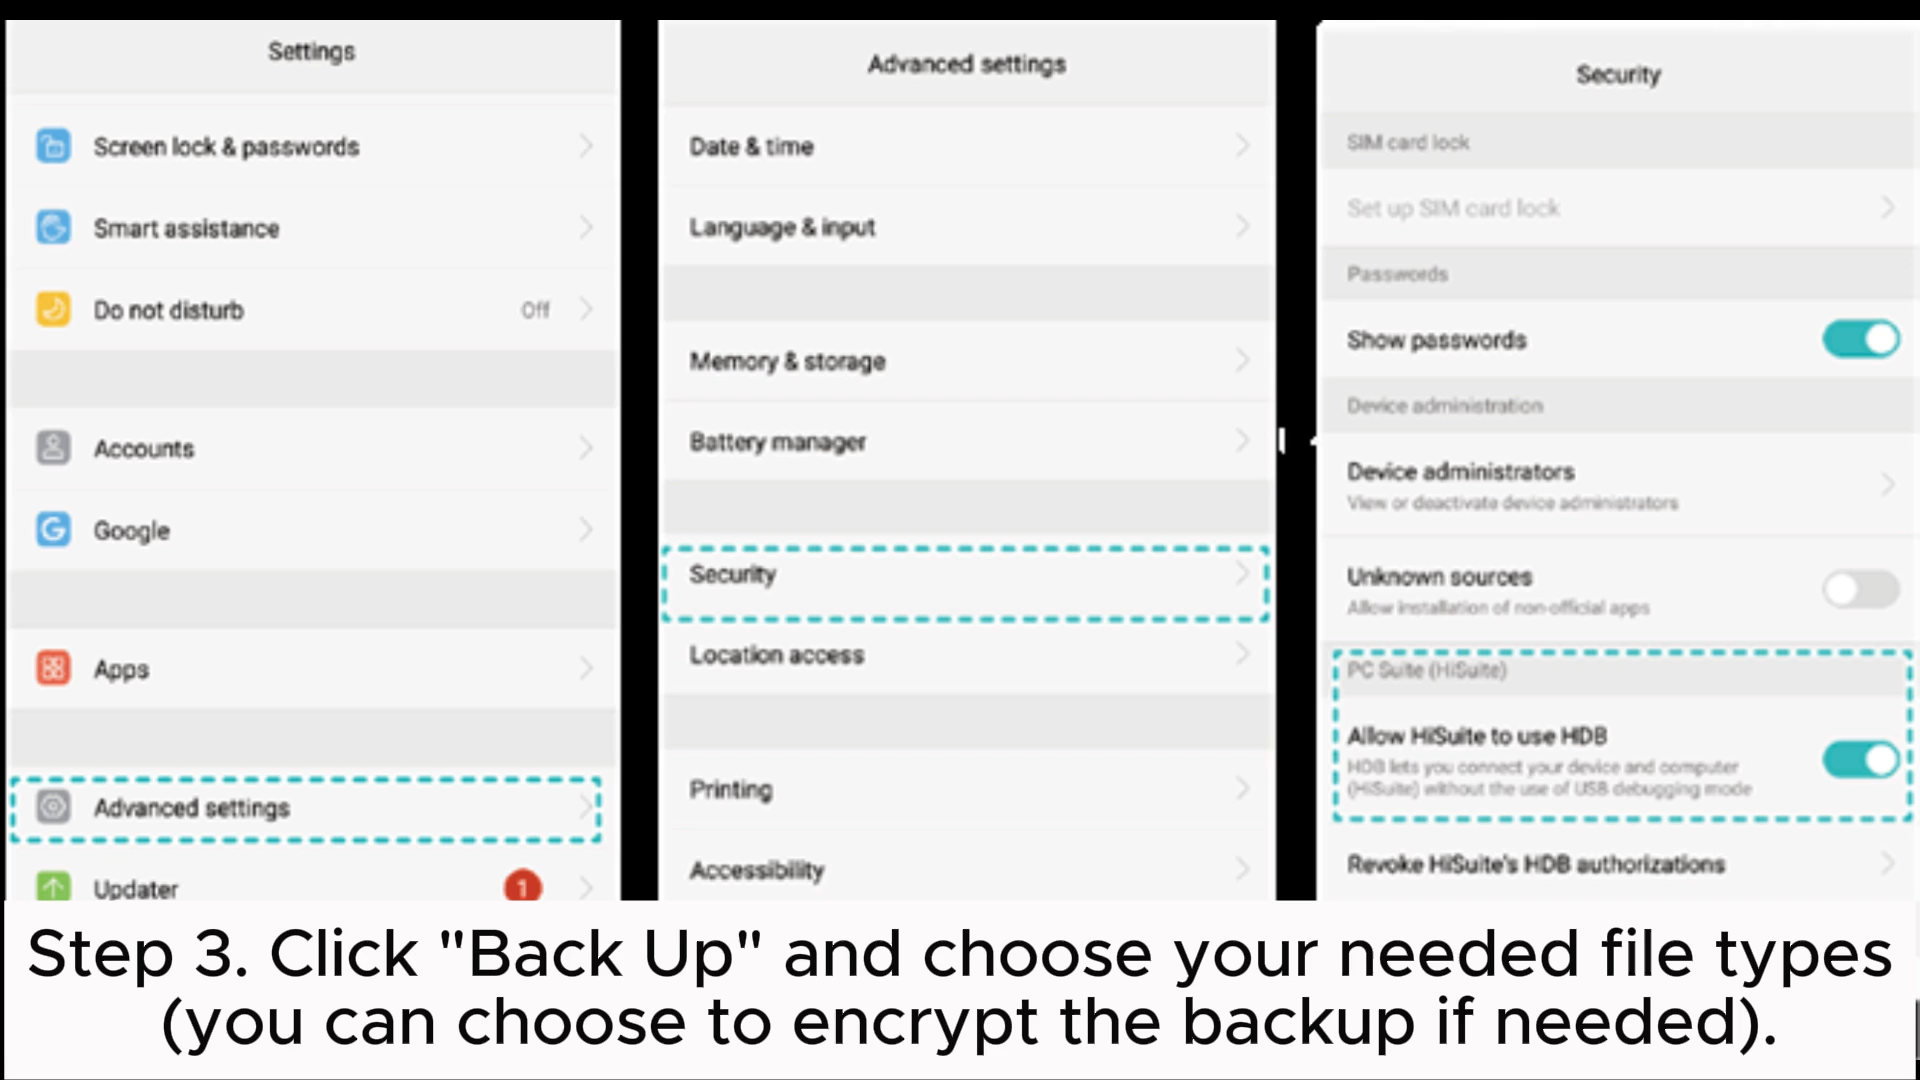 Settings
Screen lock & passwords
Smart assistance
Do not disturb
Off
Accounts
Google
Apps
Advanced settings
Updater
1
Advanced settings
Date & time
Language & input
Memory & storage
Battery manager
Security
Location access
Printing
Accessibility
Security
SIM card lock
Set up SIM card lock
Passwords
Show passwords
Device administration
Device administrators
View or deactivate device administrators
Unknown sources
Allow installation of non-official apps
PC Suite (HiSuite)
Allow HiSuite to use HDB
HDB lets you connect your device and computer
(HiSuite) without the use of USB debugging mode
Revoke HiSuite's HDB authorizations
Step 3. Click "Back Up" and choose your needed file types
(you can choose to encrypt the backup if needed).